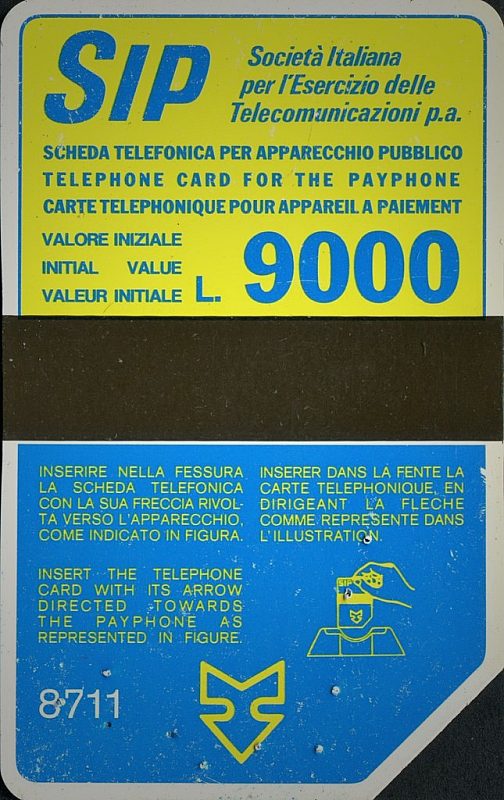 SIP
Società Italiana
per l'Esercizio delle
Telecomunicazioni p.a.
SCHEDA TELEFONICA PER APPARECCHIO PUBBLICO
TELEPHONE CARD FOR THE PAYPHONE
CARTE TELEPHONIQUE POUR APPAREIL A PAIEMENT
VALORE INIZIALE
INITIAL VALUE
VALEUR INITIALE L. 9000
INSERIRE NELLA FESSURA
LA SCHEDA TELEFONICA
CON LA SUA FRECCIA RIVOL-
TA VERSO L'APPARECCHIO,
COME INDICATO IN FIGURA.
INSERER DANS LA FENTE LA
CARTE TELEPHONIQUE, EN
DIRIGEANT LA FLECHE
COMME REPRESENTE DANS
L'ILLUSTRATION.
INSERT THE TELEPHONE
CARD WITH ITS ARROW
DIRECTED TOWARDS
THE PAYPHONE AS
REPRESENTED IN FIGURE.
SIP
8711